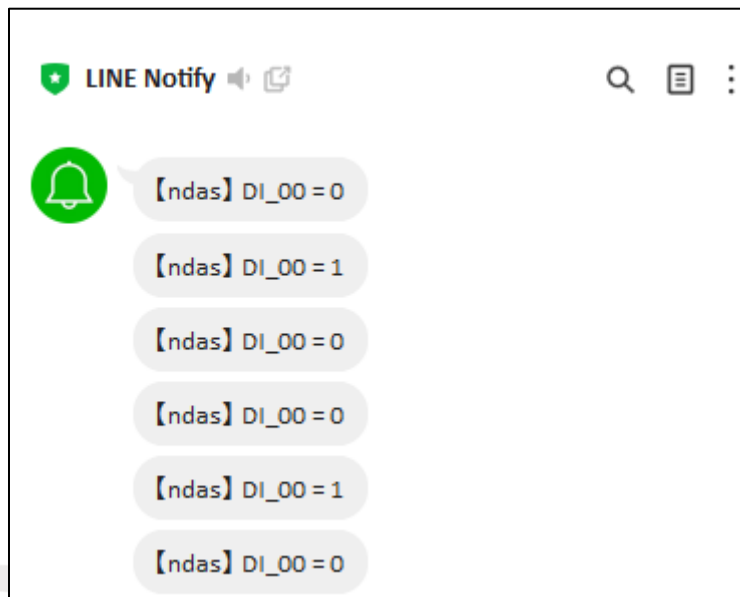 LINE Notify
【ndas】DI_00 = 0
【ndas】DI_00 = 1
【ndas】DI_00 = 0
【ndas】DI_00 = 0
【ndas】DI_00 = 1
【ndas】DI_00 = 0